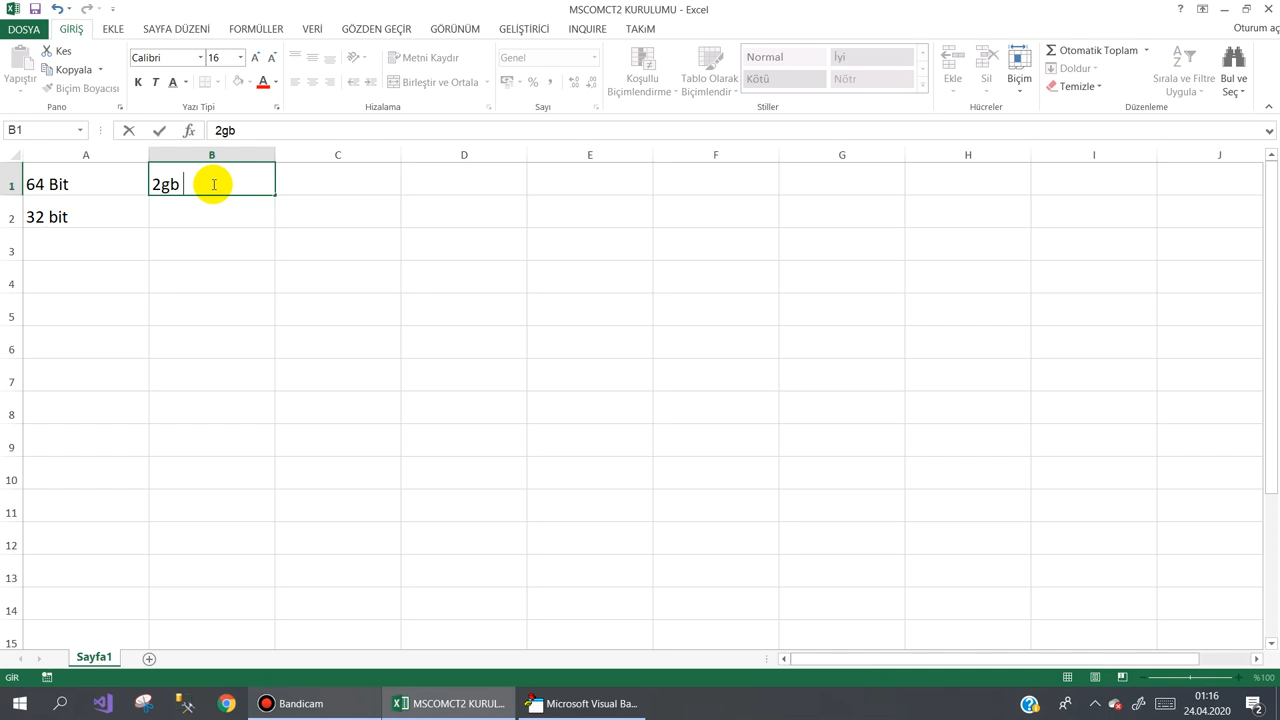 MSCOMCT2 KURULUMU - Excel
Oturum aç
DOSYA GİRİŞ EKLE SAYFA DÜZENİ FORMÜLLER VERİ GÖZDEN GEÇİR GÖRÜNÜM GELİŞTİRİCİ INQUIRE TAKıM
Yapıştır
Kes
Kopyala
Biçim Boyacısı
Pano
Calibri 16
K T A
Yazı Tipi
Metni Kaydır
Birleştir ve Ortala
Hizalama
Genel
%
Sayı
Koşullu Biçimlendirme
Tablo Olarak Biçimlendir
Normal İyi
Kötü Nötr
Stiller
Ekle Sil Biçim
Hücreler
Otomatik Toplam
Doldur
Temizle
Sırala ve Filtre Uygula
Bul ve Seç
Düzenleme
B1 fx 2gb
A B C D E F G H I J
1 64 Bit 2gb
2 32 bit
3
4
5
6
7
8
9
10
11
12
13
14
15
Sayfa1
GİR %100
Bandicam MSCOMCT2 KURUL... Microsoft Visual Ba...
01:16
24.04.2020
2